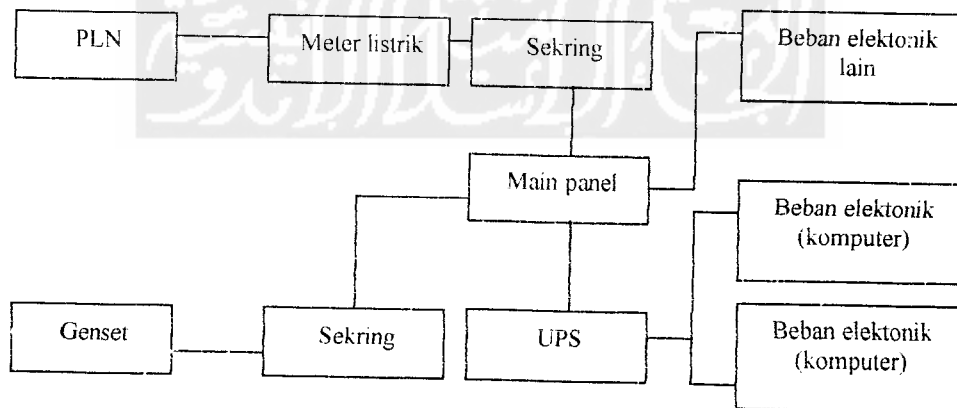 PLN
Meter listrik
Sekring
Beban elektonik
lain
Main panel
Beban elektonik
(komputer)
Genset
Sekring
UPS
Beban elektonik
(komputer)